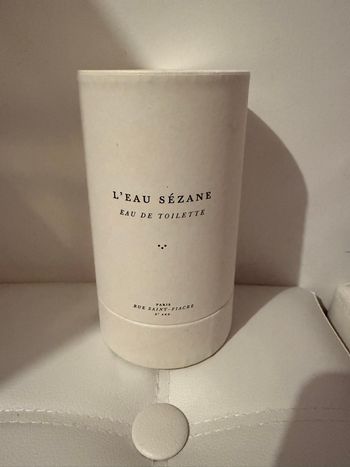 L'EAU SÉZANE
EAU DE TOILETTE
PARIS
RUE SAINT-FIACRE